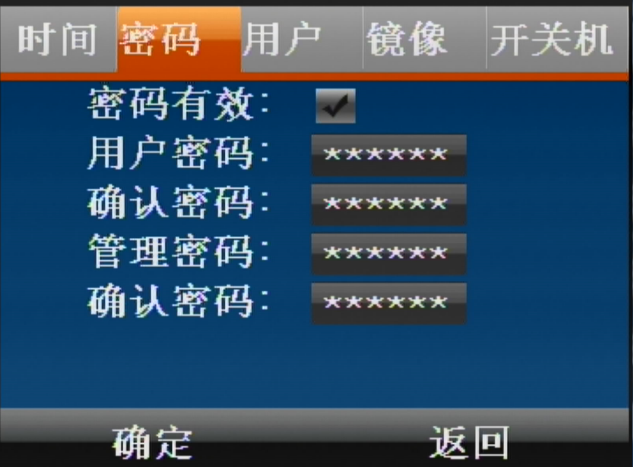 时间 密码 用户 镜像 开关机
密码有效:
用户密码: ******
确认密码: ******
管理密码: ******
确认密码: ******
确定 返回